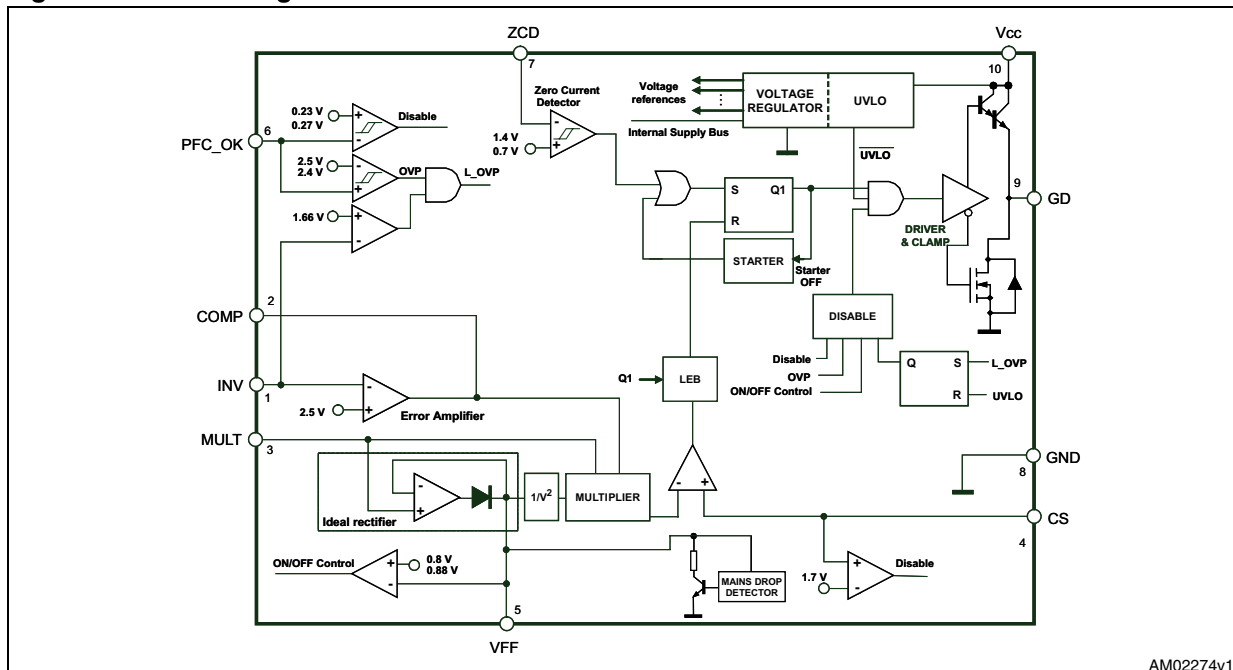 ZCD
Vcc
7
10
Zero Current
Detector
Voltage
references
VOLTAGE
REGULATOR
UVLO
Internal Supply Bus
UVLO
0.23 V
0.27 V
Disable
6
PFC_OK
2.5 V
2.4 V
OVP
L_OVP
1.66 V
1.4 V
0.7 V
S
Q1
R
STARTER
Starter
OFF
9
GD
DRIVER
& CLAMP
2
COMP
DISABLE
Disable
OVP
ON/OFF Control
Q
S
L_OVP
R
UVLO
Q1
LEB
INV
1
2.5 V
Error Amplifier
MULT
3
GND
8
Ideal rectifier
1/V2
MULTIPLIER
CS
4
ON/OFF Control
0.8 V
0.88 V
MAINS DROP
DETECTOR
1.7 V
Disable
5
VFF
AM02274v1